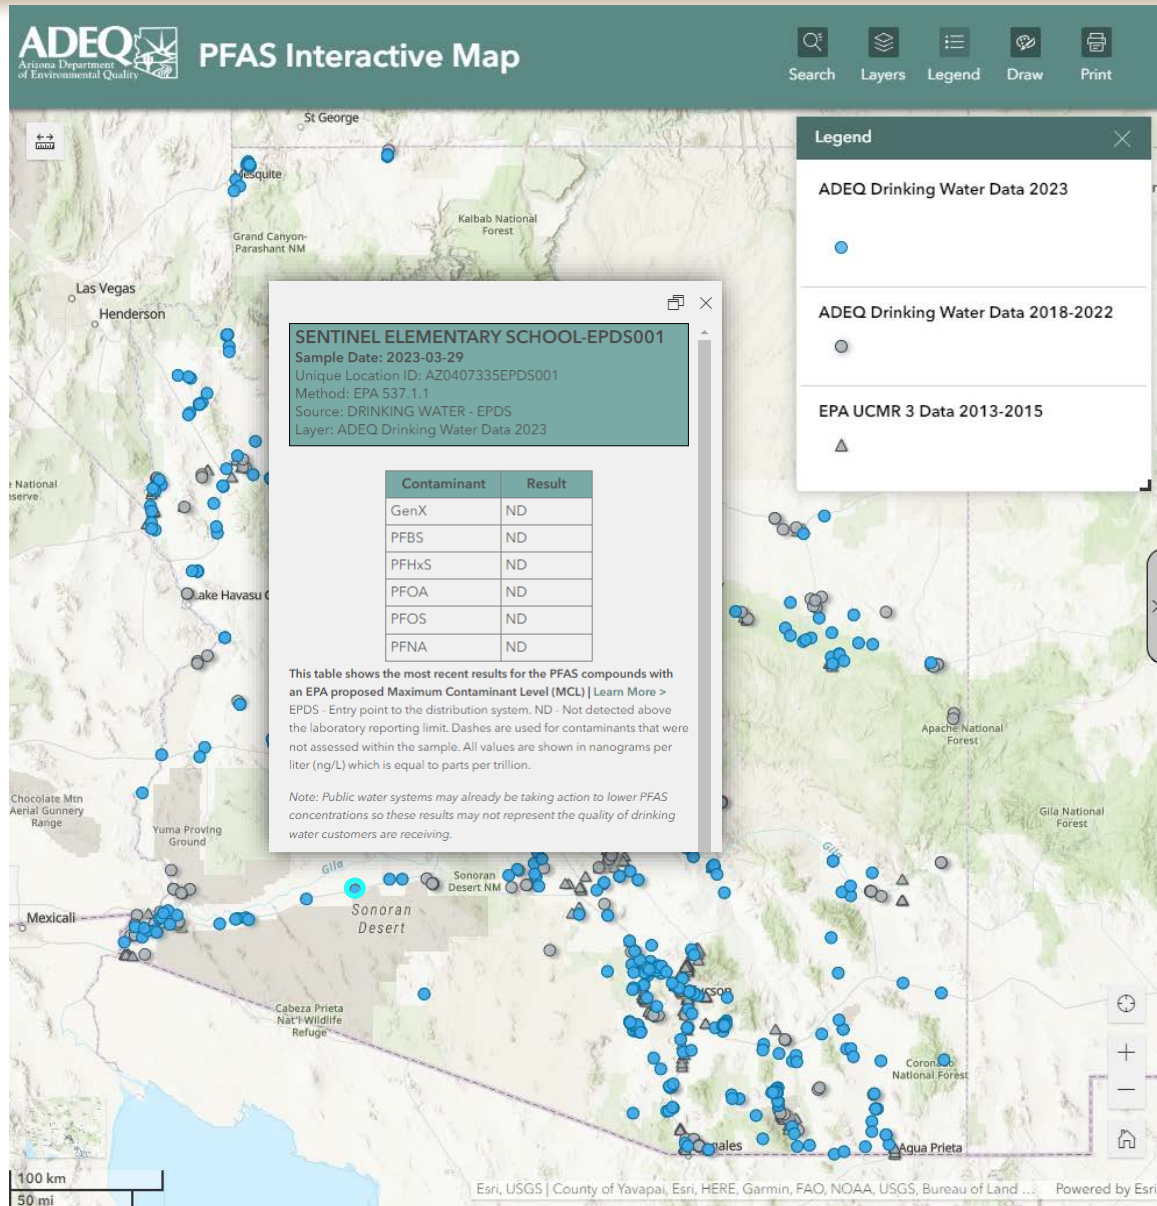 ADEQ
Arizona Department
of Environmental Quality
PFAS Interactive Map
Search
Layers
Legend
Draw
Print
St George
Legend
ADEQ Drinking Water Data 2023
ADEQ Drinking Water Data 2018-2022
EPA UCMR 3 Data 2013-2015
Mesquite
Kaibab National
Forest
Grand Canyon-
Parashant NM
Las Vegas
Henderson
SENTINEL ELEMENTARY SCHOOL-EPDS001
Sample Date: 2023-03-29
Unique Location ID: AZ0407335EPDS001
Method: EPA 537.1.1
Source: DRINKING WATER - EPDS
Layer: ADEQ Drinking Water Data 2023
Contaminant Result
GenX ND
PFBS ND
PFHxS ND
PFOA ND
PFOS ND
PFNA ND
This table shows the most recent results for the PFAS compounds with
an EPA proposed Maximum Contaminant Level (MCL) | Learn More >
EPDS - Entry point to the distribution system. ND - Not detected above
the laboratory reporting limit. Dashes are used for contaminants that were
not assessed within the sample. All values are shown in nanograms per
liter (ng/L) which is equal to parts per trillion.
Note: Public water systems may already be taking action to lower PFAS
concentrations so these results may not represent the quality of drinking
water customers are receiving.
National
Lake Havasu
Apache National
Forest
Chocolate Mtn
Aerial Gunnery
Range
Yuma Proving
Ground
Gila National
Forest
Gila
Gila
Sonoran
Desert NM
Sonoran
Desert
Mexicali
Cabeza Prieta
Nat'l Wildlife
Refuge
Coronado
National Forest
Agua Prieta
100 km
50 mi
Esri, USGS | County of Yavapai, Esri, HERE, Garmin, FAO, NOAA, USGS, Bureau of Land ...
Powered by Esri